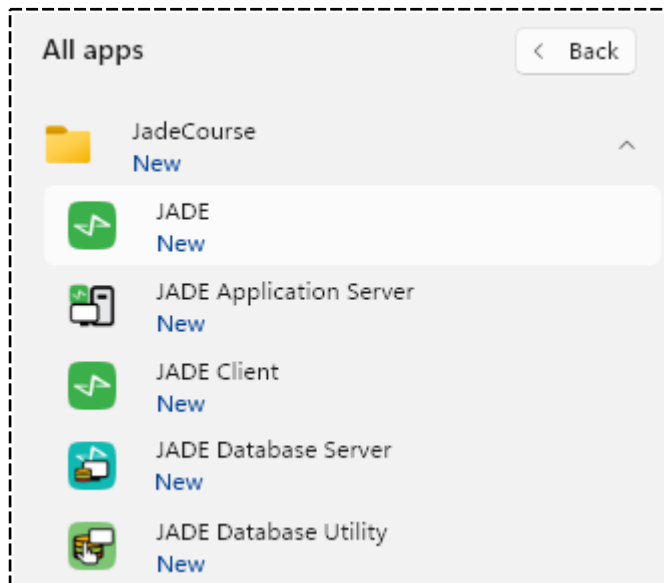 All apps
Back
JadeCourse
New
JADE
New
JADE Application Server
New
JADE Client
New
JADE Database Server
New
JADE Database Utility
New